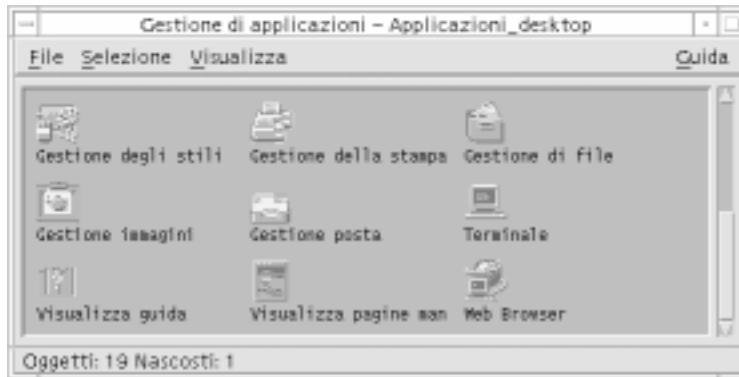 Gestione di applicazioni – Applicazioni_desktop
File Selezione Visualizza Guida
Gestione degli stili Gestione della stampa Gestione di file
Gestione immagini Gestione posta Terminale
Visualizza guida Visualizza pagine man Web Browser
Oggetti: 19 Nascosti: 1